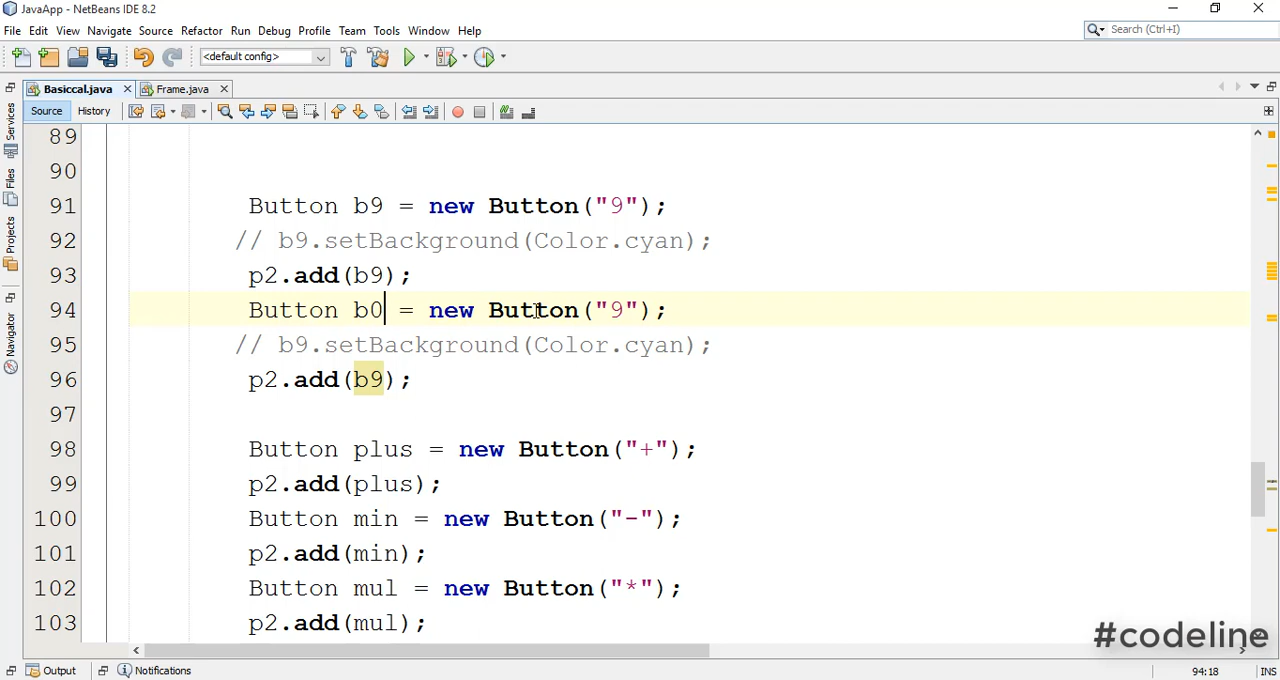 JavaApp - NetBeans IDE 8.2
File Edit View Navigate Source Refactor Run Debug Profile Team Tools Window Help
Search (Ctrl+I)
<default config>
Basiccal.java Frame.java
Source History
Services
Files
Projects
Navigator
89
90
91 Button b9 = new Button("9");
92 // b9.setBackground(Color.cyan);
93 p2.add(b9);
94 Button b0 = new Button("9");
95 // b9.setBackground(Color.cyan);
96 p2.add(b9);
97
98 Button plus = new Button("+");
99 p2.add(plus);
100 Button min = new Button("-");
101 p2.add(min);
102 Button mul = new Button("*");
103 p2.add(mul);
#codeline
Output Notifications 94:18 INS